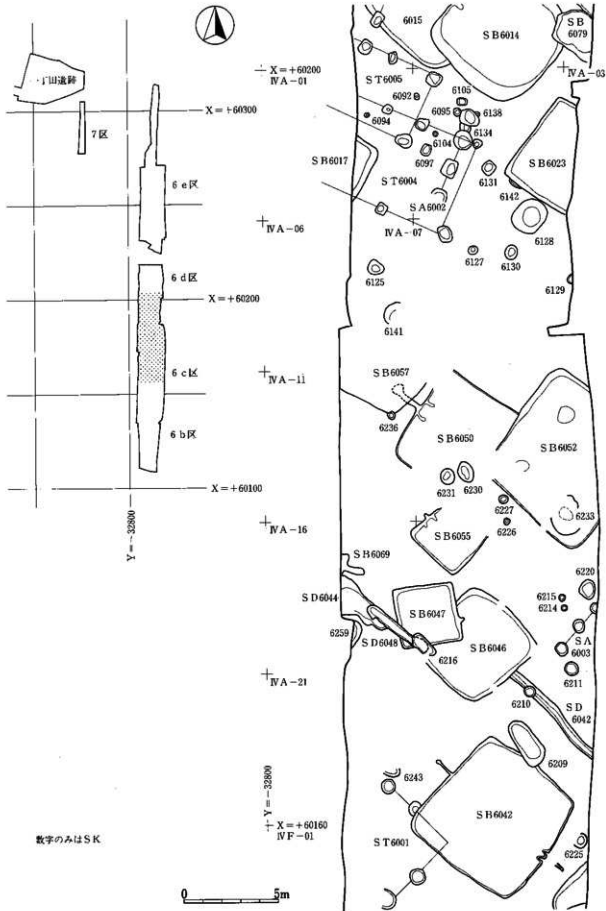 丁田遺跡
7区
X=+60300
6e区
6d区
X=+60200
6c区
6b区
X=+60100
Y=-32800
数字のみはSK
X=+60200
IVA-01
IVA-06
IVA-11
IVA-16
IVA-21
Y=-32800
X=+60160
IVF-01
0 5m
6015
SB6014
SB
6079
IVA-03
ST6005
6092
6105
6094
6095
6138
6134
6104
6097
SB6017
ST6004
SB6023
6131
6142
SA6002
IVA-07
6128
6127
6130
6125
6129
6141
SB6057
6236
SB6050
SB6052
6231
6230
6227
6233
6226
SB6055
SB6069
6220
SD6044
6215
6214
SB6047
SA
6003
6259
SD6048
SB6046
6216
6211
6210
SD
6042
6209
6243
SB6042
ST6001
6225